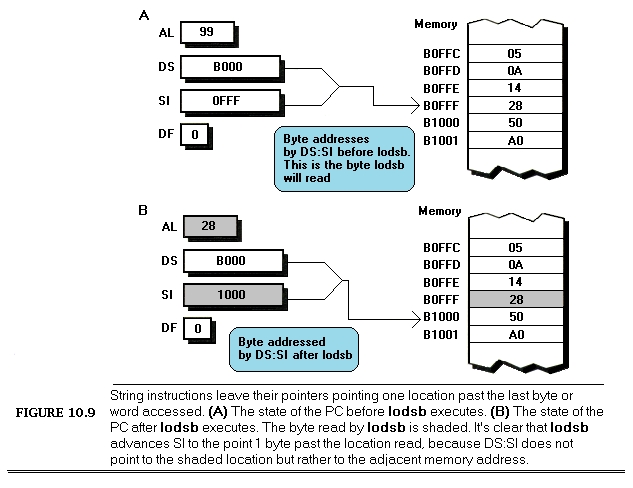 A
AL 99
DS B000
SI 0FFF
DF 0
Byte addresses
by DS:SI before lodsb.
This is the byte lodsb
will read
Memory
B0FFC 05
B0FFD 0A
B0FFE 14
B0FFF 28
B1000 50
B1001 A0
B
AL 28
DS B000
SI 1000
DF 0
Byte addressed
by DS:SI after lodsb
Memory
B0FFC 05
B0FFD 0A
B0FFE 14
B0FFF 28
B1000 50
B1001 A0
FIGURE 10.9
String instructions leave their pointers pointing one location past the last byte or
word accessed. (A) The state of the PC before lodsb executes. (B) The state of the
PC after lodsb executes. The byte read by lodsb is shaded. It's clear that lodsb
advances SI to the point 1 byte past the location read, because DS:SI does not
point to the shaded location but rather to the adjacent memory address.